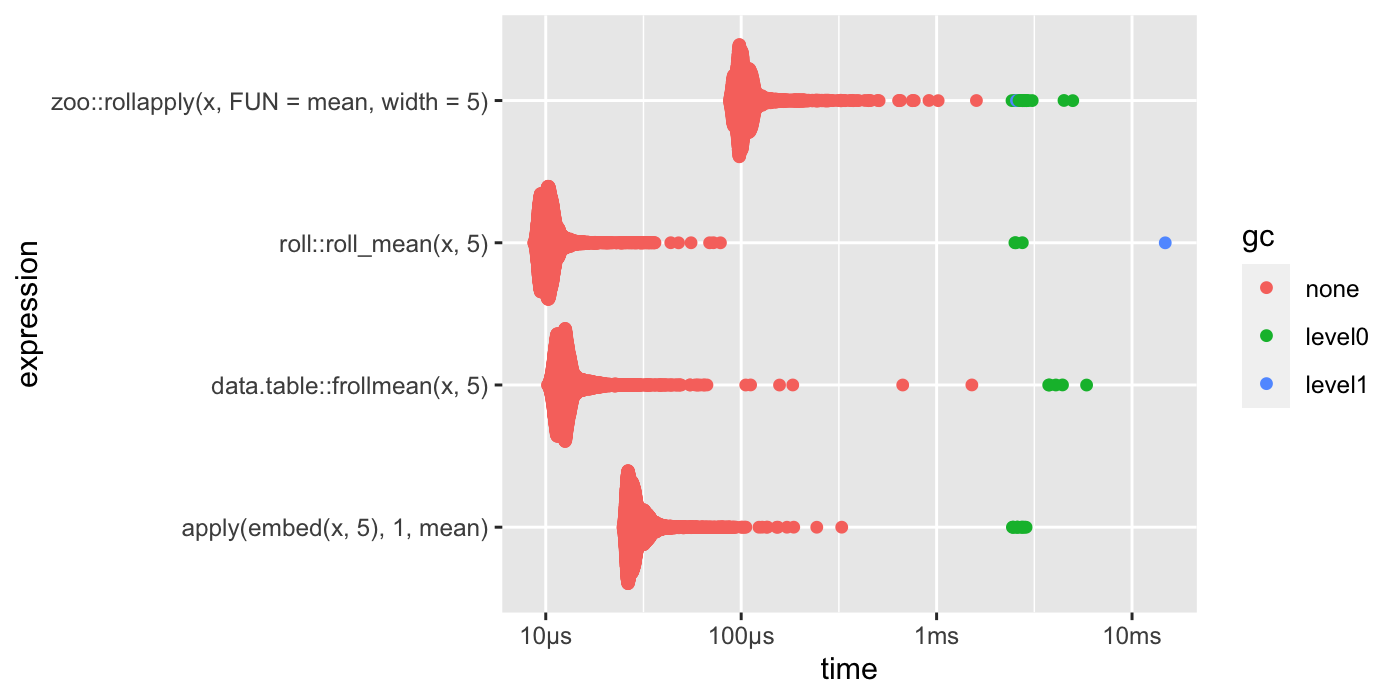 zoo::rollapply(x, FUN = mean, width = 5)
roll::roll_mean(x, 5)
data.table::frollmean(x, 5)
apply(embed(x, 5), 1, mean)
expression
10µs
100µs
1ms
10ms
time
gc
none
level0
level1